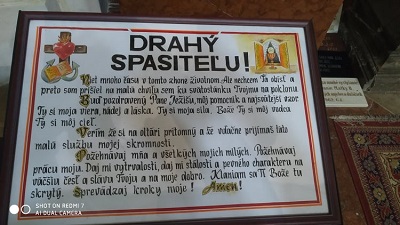 DRAHÝ
SPASITEĽU!
Niet mnoho času v tomto zhone životnom. Ale nechcem Ťa obísť a
preto som prišiel na malú chvíľu sem ku svätostánku Tvojmu na poklonu
Buď pozdravený Pane Ježišu, môj pomocník a najsvätejší vzor
Ty si moja viera, nádej a láska. Ty si moja sila. Bože Ty si môj vodca
Ty si môj cieľ.
Verím že si na oltári prítomný a že vďačne prijímaš túto
malú službu mojej skromnosti.
Požehnávaj mňa a všetkých mojich milých. Požehnávaj
prácu moju. Daj mi vytrvalosti, daj mi stálosti a pevného charakteru na
väčšiu česť a slávu Tvoju a na moje dobro. Klaniam sa Ti Bože tu
skrytý. Sprevádzaj kroky moje! Amen!
SHOT ON REDMI 7
AI DUAL CAMERA